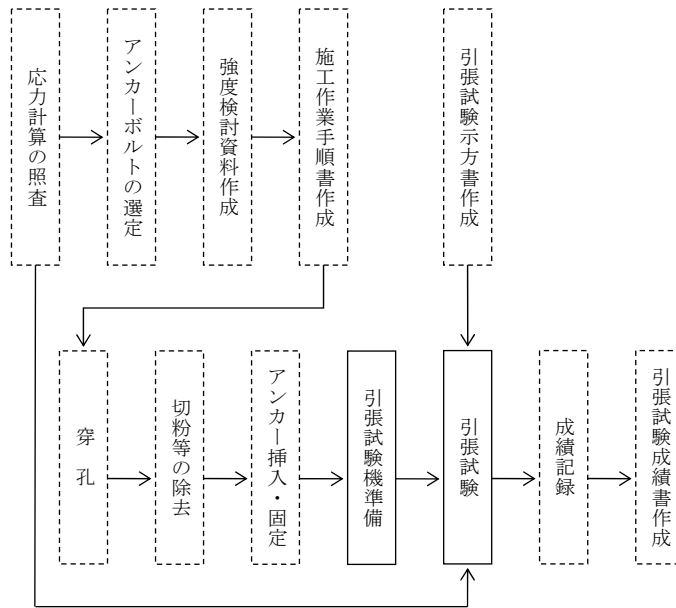 応力計算の照査
アンカーボルトの選定
強度検討資料作成
施工作業手順書作成
引張試験示方書作成
穿孔
切粉等の除去
アンカー挿入・固定
引張試験機準備
引張試験
成績記録
引張試験成績書作成